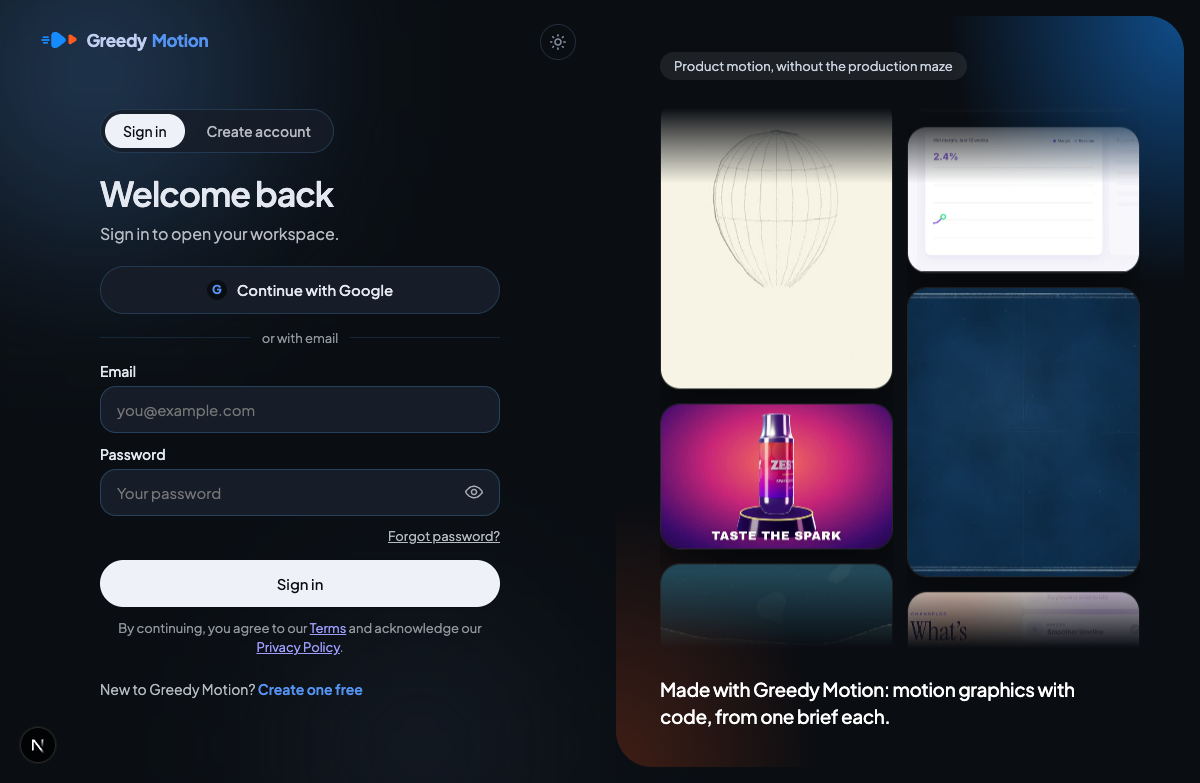 Greedy Motion
Sign in
Create account
Welcome back
Sign in to open your workspace.
G Continue with Google
or with email
Email
you@example.com
Password
Your password
Forgot password?
Sign in
By continuing, you agree to our Terms and acknowledge our
Privacy Policy.
New to Greedy Motion? Create one free
N
Product motion, without the production maze
2.4%
ZEST
TASTE THE SPARK
What's
Made with Greedy Motion: motion graphics with
code, from one brief each.